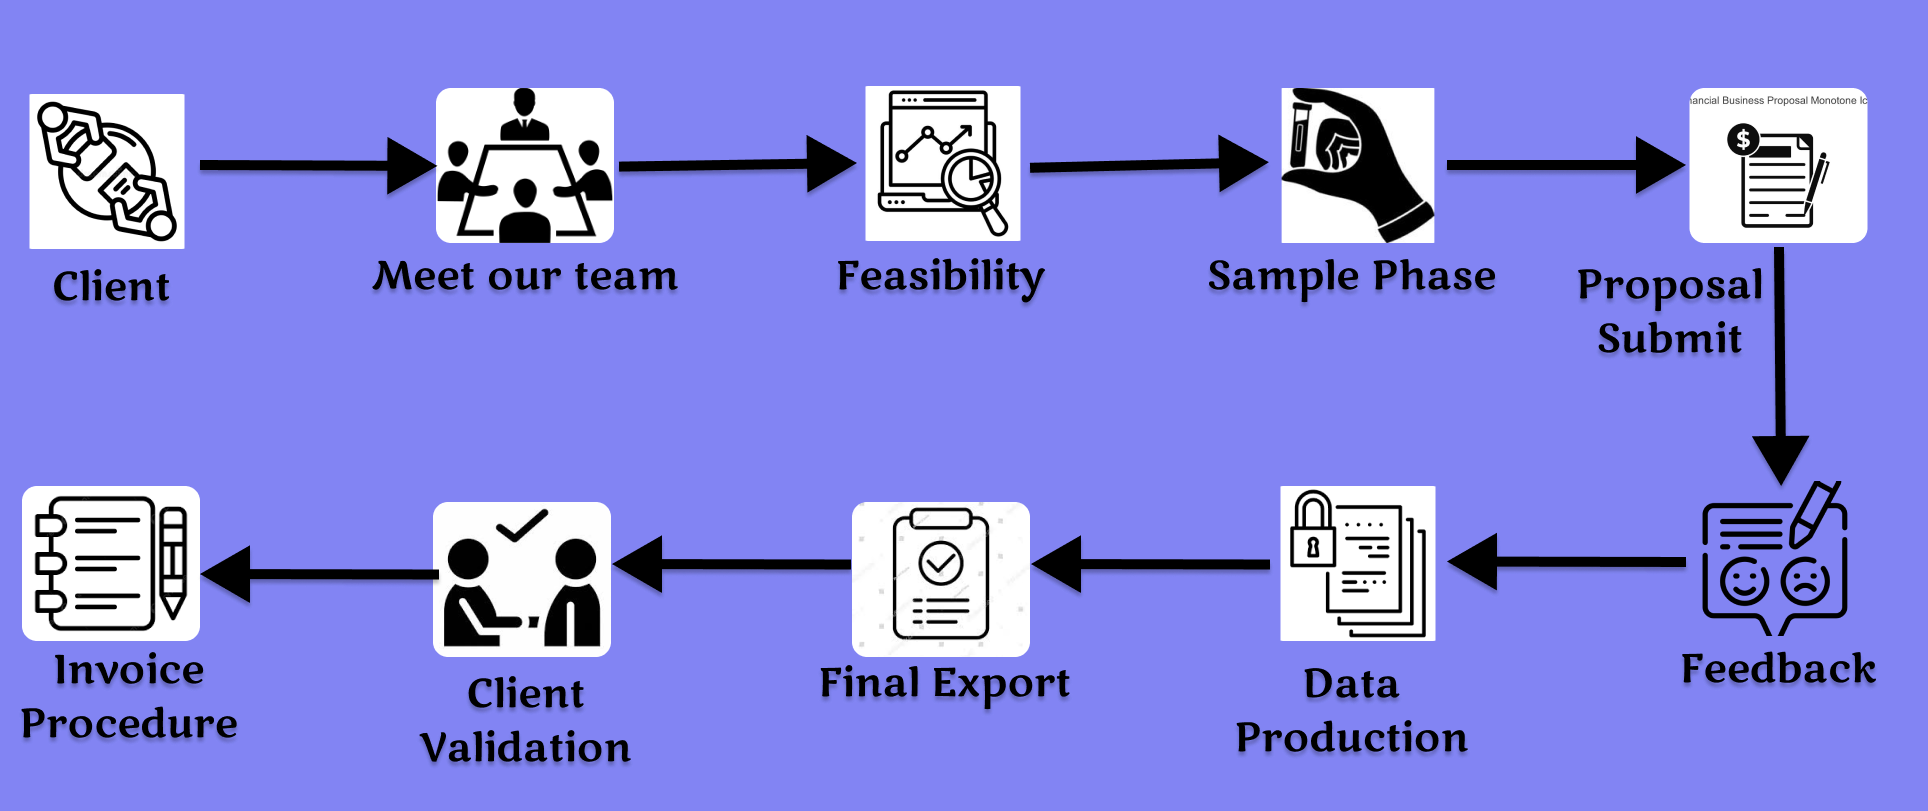 ancial Business Proposal Monotone Ic
Client
Meet our team
Feasibility
Sample Phase
Proposal
Submit
Invoice
Procedure
Client
Validation
Final Export
Data
Production
Feedback